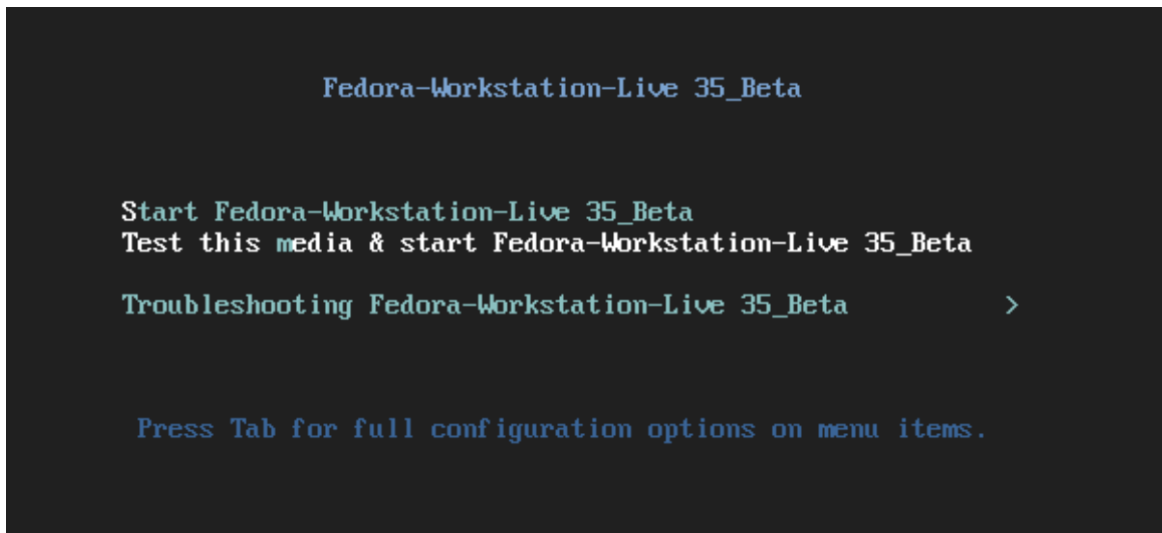 Fedora-Workstation-Live 35_Beta
Start Fedora-Workstation-Live 35_Beta
Test this media & start Fedora-Workstation-Live 35_Beta
Troubleshooting Fedora-Workstation-Live 35_Beta >
Press Tab for full configuration options on menu items.